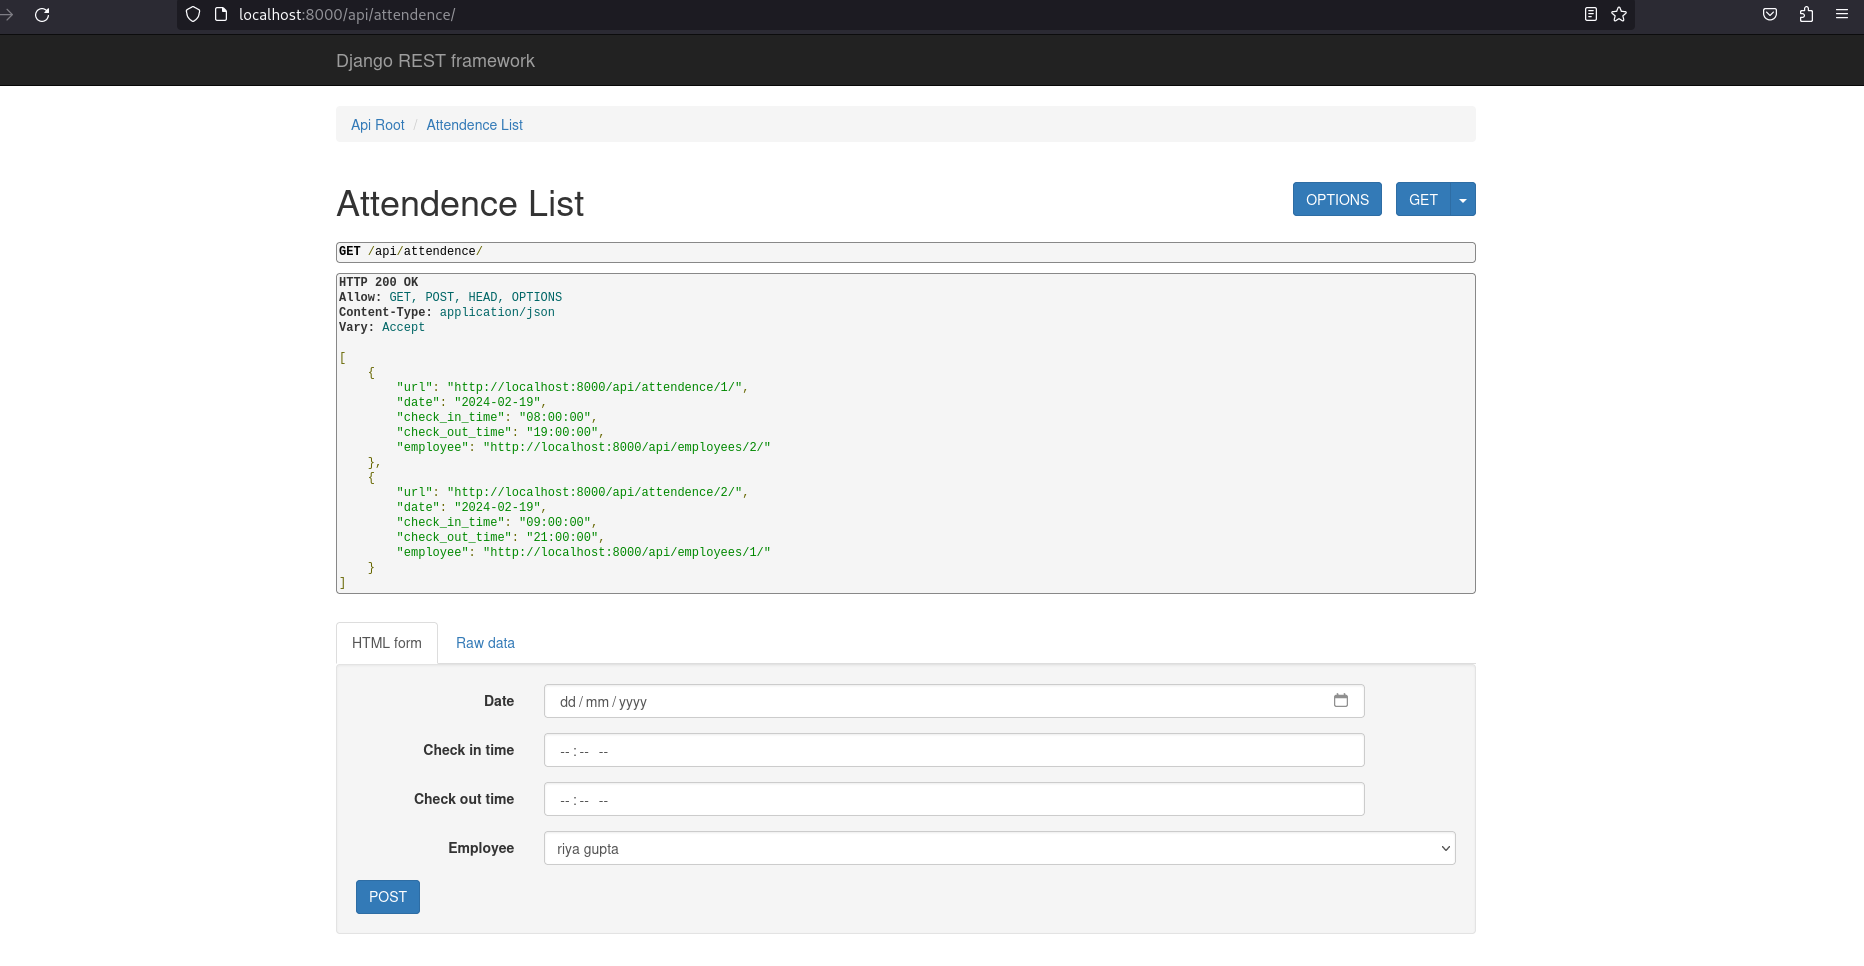 localhost:8000/api/attendence/
Django REST framework
Api Root / Attendence List
Attendence List
OPTIONS GET
GET /api/attendence/
HTTP 200 OK
Allow: GET, POST, HEAD, OPTIONS
Content-Type: application/json
Vary: Accept
[
    {
        "url": "http://localhost:8000/api/attendence/1/",
        "date": "2024-02-19",
        "check_in_time": "08:00:00",
        "check_out_time": "19:00:00",
        "employee": "http://localhost:8000/api/employees/2/"
    },
    {
        "url": "http://localhost:8000/api/attendence/2/",
        "date": "2024-02-19",
        "check_in_time": "09:00:00",
        "check_out_time": "21:00:00",
        "employee": "http://localhost:8000/api/employees/1/"
    }
]
HTML form Raw data
Date dd/mm/yyyy
Check in time --:-- --
Check out time --:-- --
Employee riya gupta
POST